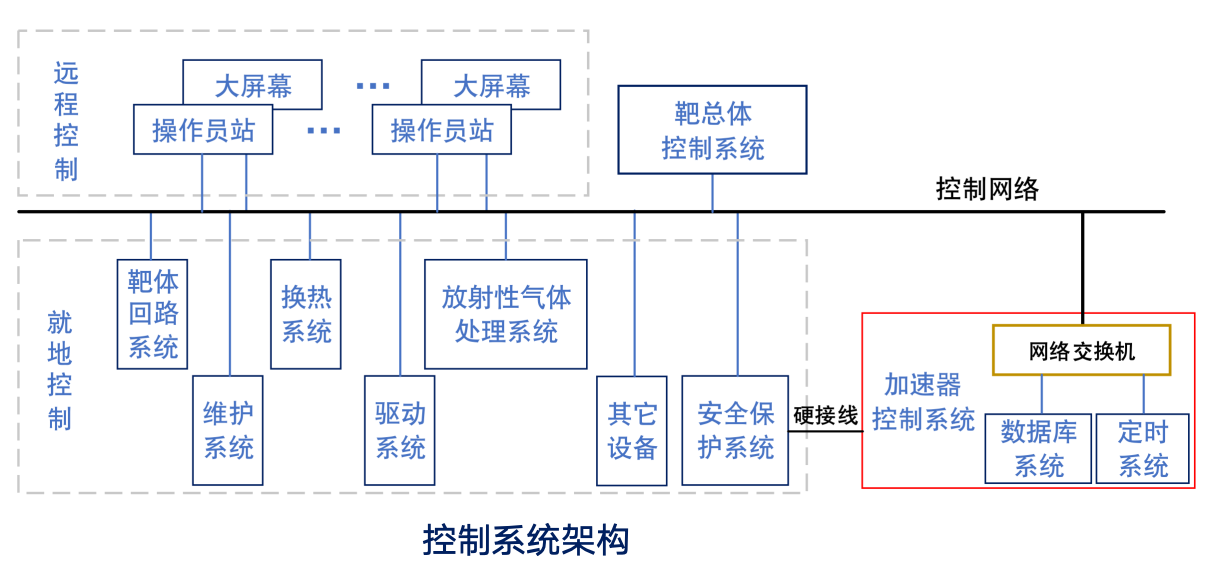 远
程
控
制
大屏幕
...
大屏幕
操作员站
...
操作员站
靶总体
控制系统
控制网络
就
地
控
制
靶体
回路
系统
换热
系统
放射性气体
处理系统
维护
系统
驱动
系统
其它
设备
安全保
护系统
硬接线
加速器
控制系统
网络交换机
数据库
系统
定时
系统
控制系统架构